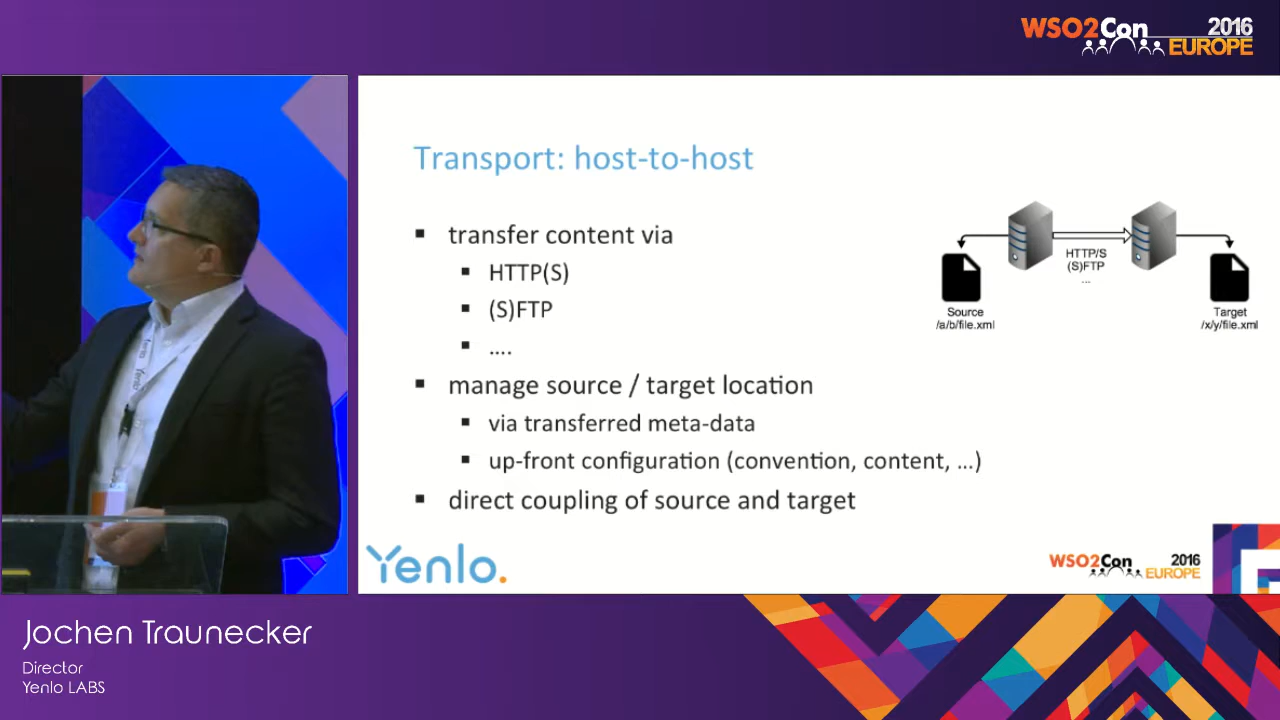 WSO2Con 2016
EUROPE
Transport: host-to-host
▪ transfer content via
▪ HTTP(S)
▪ (S)FTP
▪ ....
▪ manage source / target location
▪ via transferred meta-data
▪ up-front configuration (convention, content, ...)
▪ direct coupling of source and target
HTTP/S
(S)FTP
...
Source
/a/b/file.xml
Target
/x/y/file.xml
Yenlo.
WSO2Con 2016
EUROPE
Yenlo
Jochen Traunecker
Director
Yenlo LABS